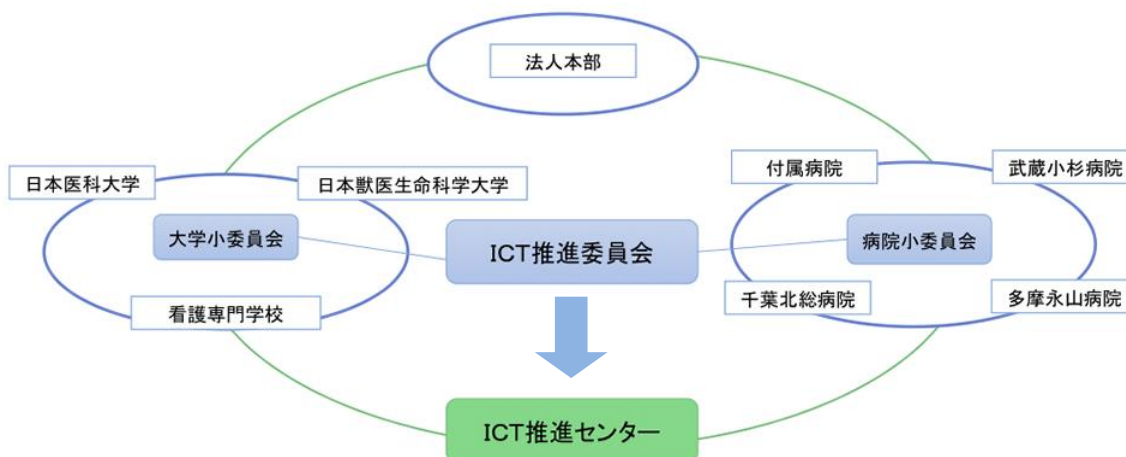 法人本部
日本医科大学
日本獣医生命科学大学
大学小委員会
看護専門学校
ICT推進委員会
付属病院
武蔵小杉病院
病院小委員会
千葉北総病院
多摩永山病院
ICT推進センター